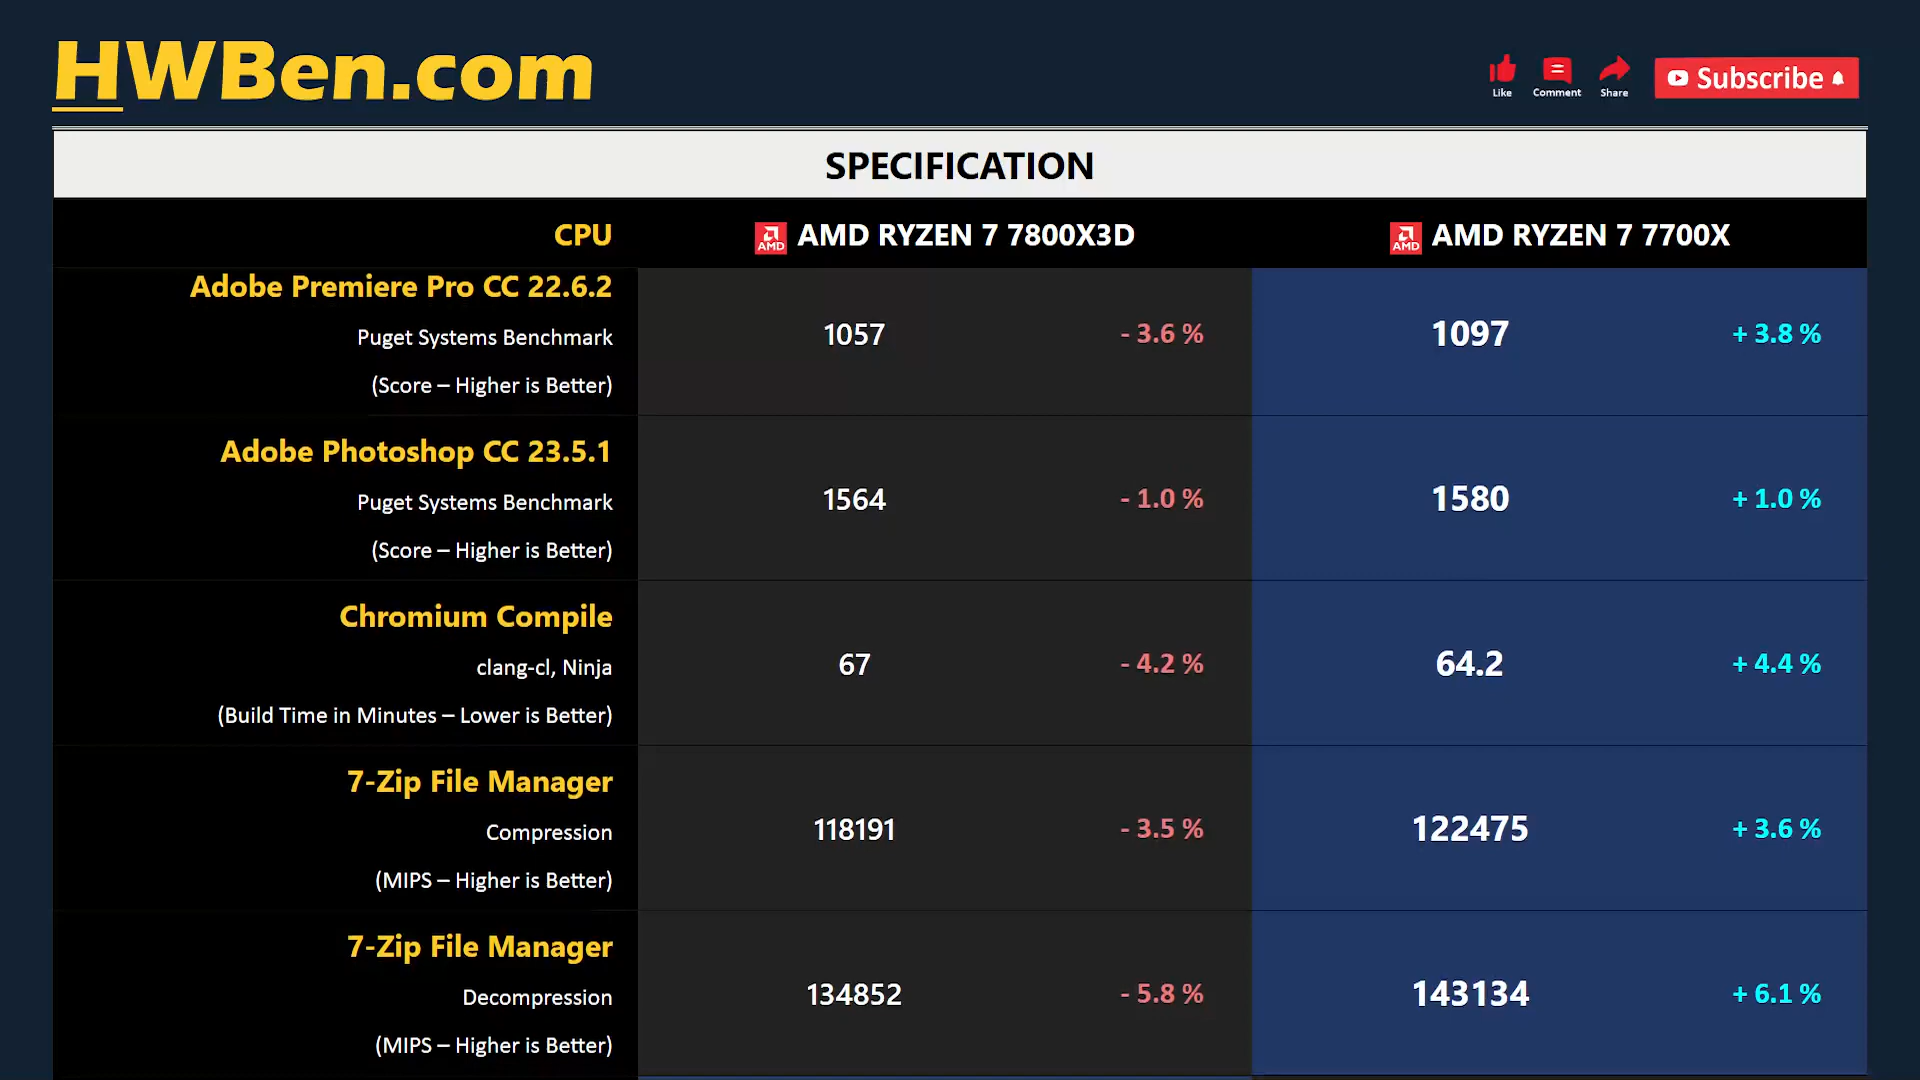 HWBen.com
Like
Comment
Share
Subscribe
SPECIFICATION
CPU
AMD
AMD RYZEN 7 7800X3D
AMD
AMD RYZEN 7 7700X
Adobe Premiere Pro CC 22.6.2
Puget Systems Benchmark
(Score – Higher is Better)
1057
- 3.6 %
1097
+ 3.8 %
Adobe Photoshop CC 23.5.1
Puget Systems Benchmark
(Score – Higher is Better)
1564
- 1.0 %
1580
+ 1.0 %
Chromium Compile
clang-cl, Ninja
(Build Time in Minutes – Lower is Better)
67
- 4.2 %
64.2
+ 4.4 %
7-Zip File Manager
Compression
(MIPS – Higher is Better)
118191
- 3.5 %
122475
+ 3.6 %
7-Zip File Manager
Decompression
(MIPS – Higher is Better)
134852
- 5.8 %
143134
+ 6.1 %